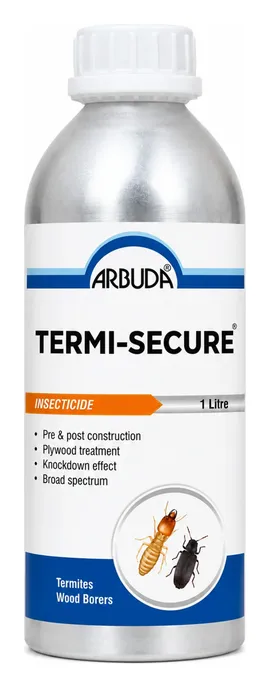 ARBUDA®
TERMI-SECURE®
INSECTICIDE
1 Litre
• Pre & post construction
• Plywood treatment
• Knockdown effect
• Broad spectrum
Termites
Wood Borers